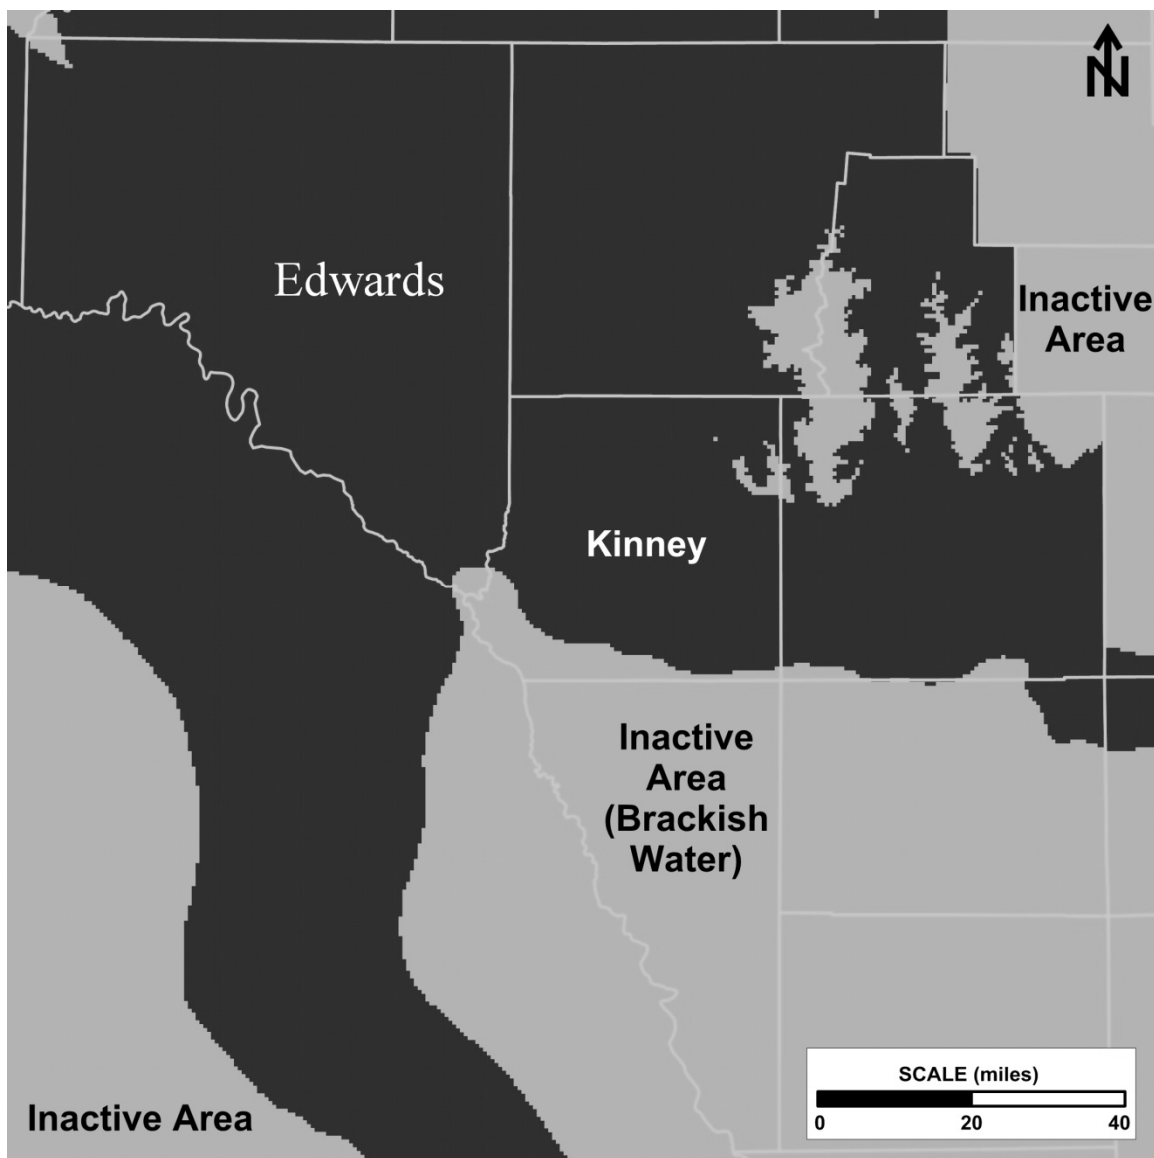 N
Edwards
Inactive
Area
Kinney
Inactive
Area
(Brackish
Water)
SCALE (miles)
0 20 40
Inactive Area